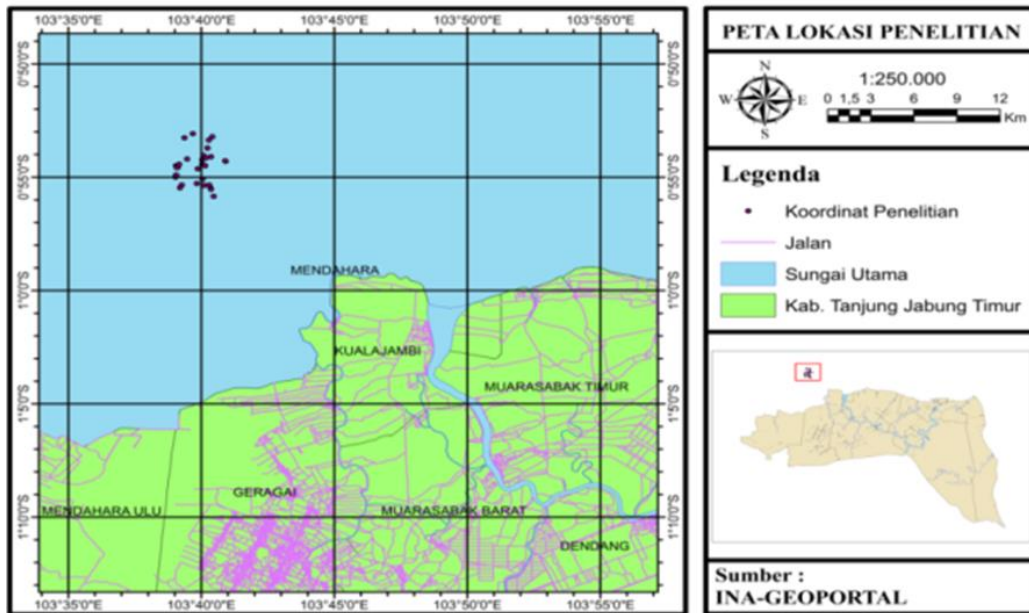 103°35'0"E 103°40'0"E 103°45'0"E 103°50'0"E 103°55'0"E
0°50'0"S 0°50'0"S
0°55'0"S 0°55'0"S
MENDAHARA
1°0'0"S 1°0'0"S
KUALAJAMBI
MUARASABAK TIMUR
1°5'0"S 1°5'0"S
GERAGAI
MENDAHARA ULU MUARASABAK BARAT
1°10'0"S 1°10'0"S
DENDANG
103°35'0"E 103°40'0"E 103°45'0"E 103°50'0"E 103°55'0"E
PETA LOKASI PENELITIAN
N
W E
S
1:250.000
0 1,5 3 6 9 12
Km
Legenda
Koordinat Penelitian
Jalan
Sungai Utama
Kab. Tanjung Jabung Timur
Sumber :
INA-GEOPORTAL